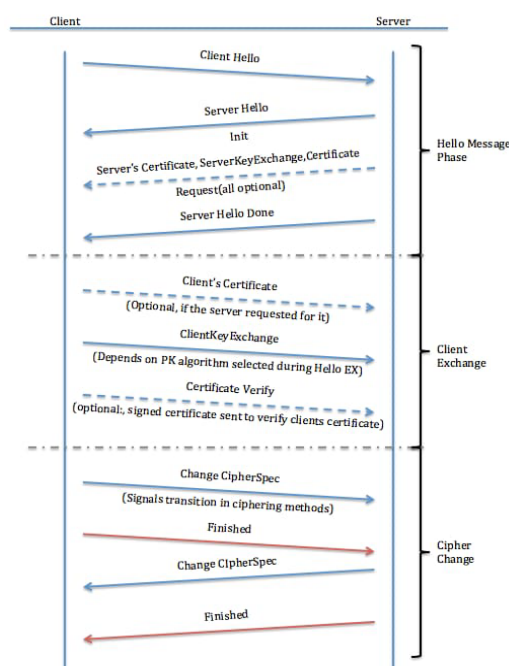 Client
Server
Client Hello
Server Hello
Init
Server's Certificate, ServerKeyExchange,Certificate
Request(all optional)
Server Hello Done
Hello Message
Phase
Client's Certificate
(Optional, if the server requested for it)
ClientKeyExchange
(Depends on PK algorithm selected during Hello EX)
Certificate Verify
(optional:, signed certificate sent to verify clients certificate)
Client
Exchange
Change CipherSpec
(Signals transition in ciphering methods)
Finished
Change CIpherSpec
Finished
Cipher
Change